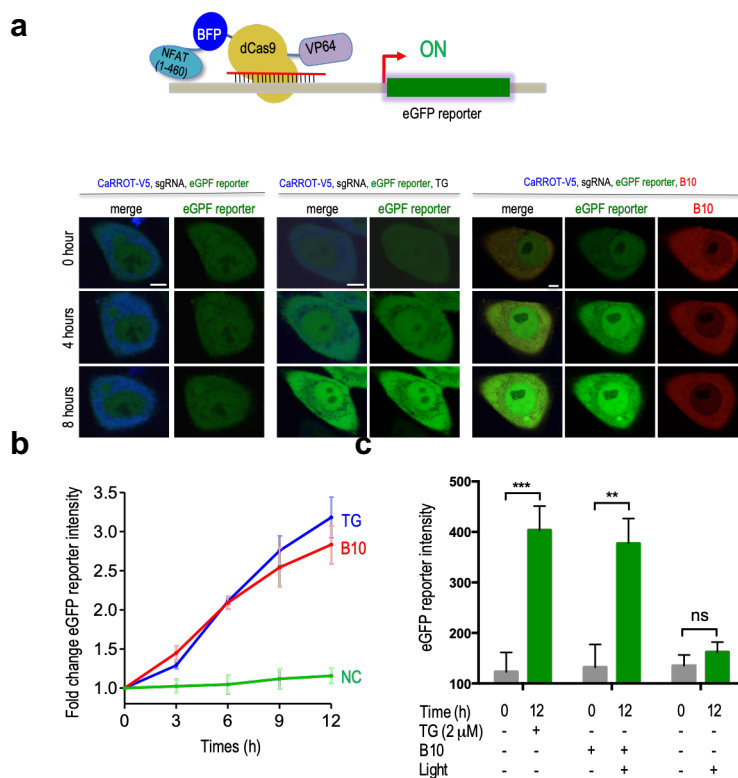 a
NFAT
(1-460)
BFP
dCas9
VP64
ON
eGFP reporter
CaRROT-V5, sgRNA, eGPF reporter
CaRROT-V5, sgRNA, eGPF reporter, TG
CaRROT-V5, sgRNA, eGPF reporter, B10
merge eGPF reporter
merge eGPF reporter
merge eGPF reporter B10
0 hour
4 hours
8 hours
b
Fold change eGFP reporter intensity
3.5
3.0
2.5
2.0
1.5
1.0
TG
B10
NC
0 3 6 9 12
Times (h)
c
eGFP reporter intensity
500
400
300
200
100
***
**
ns
Time (h) 0 12 0 12 0 12
TG (2 μM) - + - - - -
B10 - - + + - -
Light - - - + - +